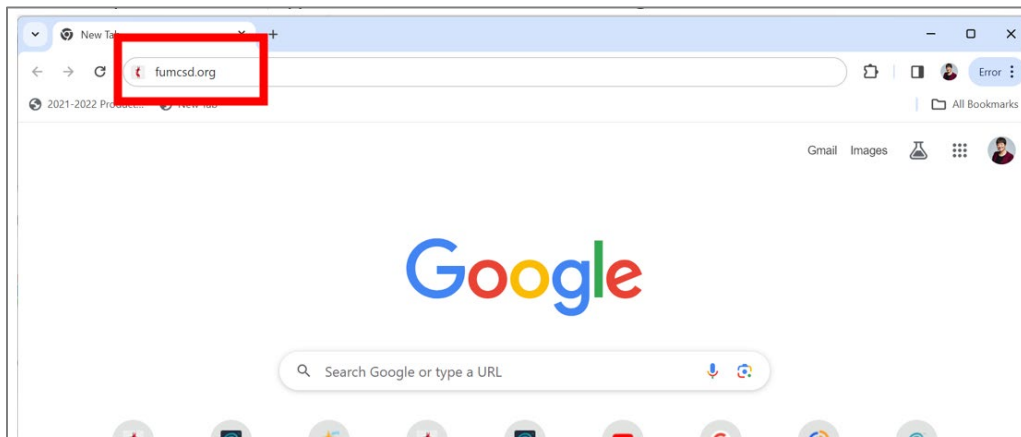 New Ta
fumcsd.org
Error
2021-2022 Product...
New Tab
All Bookmarks
Gmail Images
Google
Search Google or type a URL